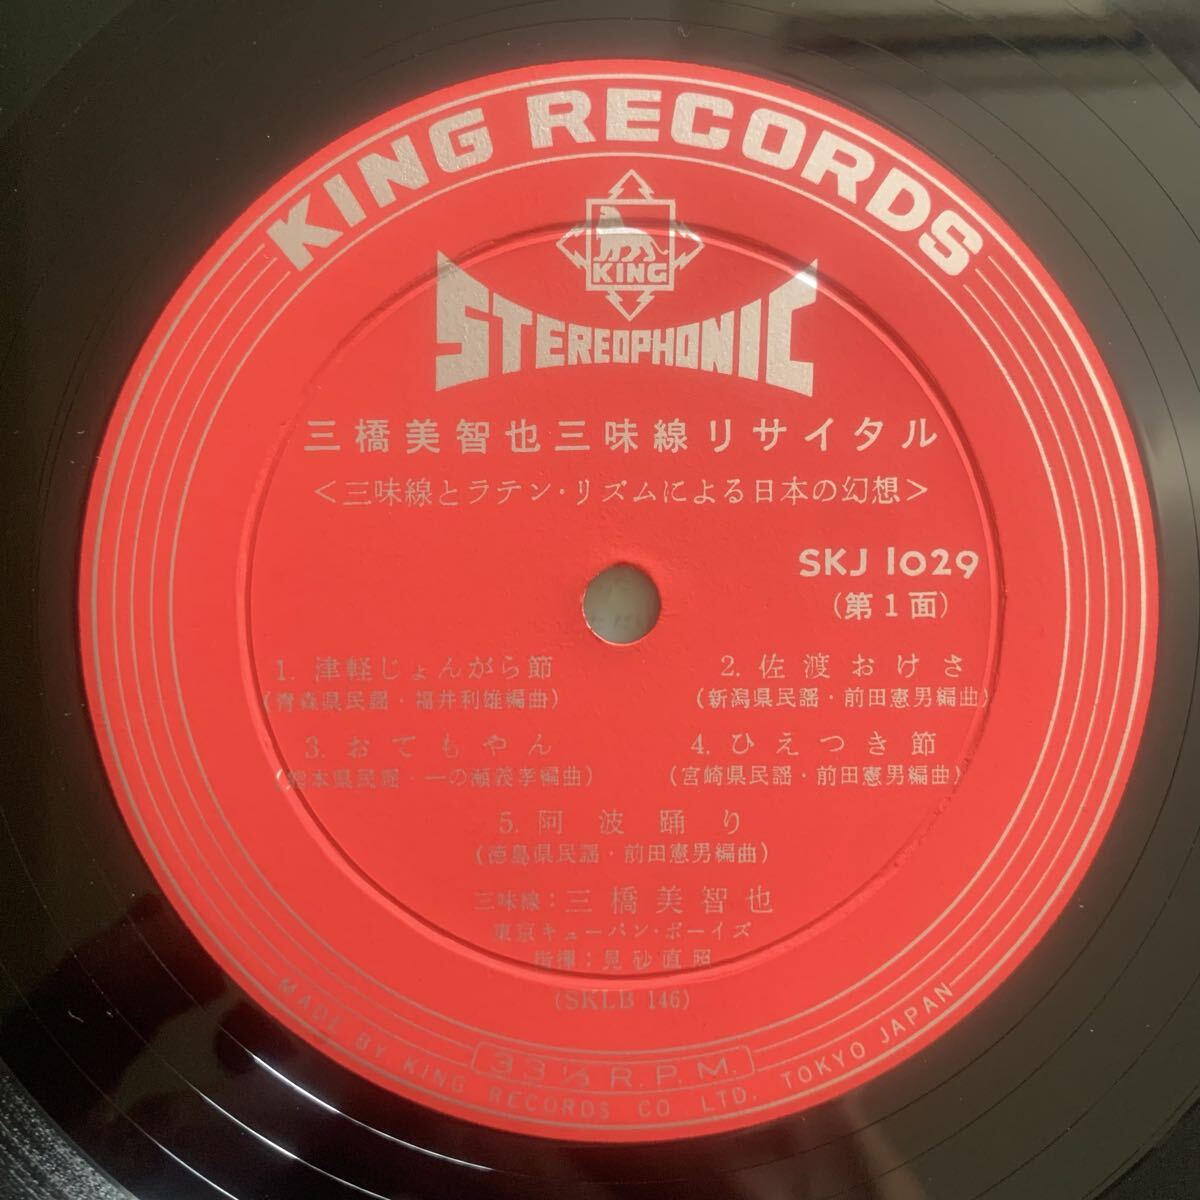 KING RECORDS
KING
STEREOPHONIC
三橋美智也三味線リサイタル
<三味線とラテン・リズムによる日本の幻想>
SKJ 1029
(第1面)
1. 津軽じょんがら節
(青森県民謡・福井利雄編曲)
2. 佐渡おけさ
(新潟県民謡・前田憲男編曲)
3. おてもやん
(熊本県民謡・一の瀬義孝編曲)
4. ひえつき節
(宮崎県民謡・前田憲男編曲)
5. 阿波踊り
(徳島県民謡・前田憲男編曲)
三味線:三橋美智也
東京キューバン・ボーイズ
指揮:見砂直照
(SKLB 146)
33⅓ R.P.M.
MADE BY KING RECORDS CO LTD. TOKYO JAPAN